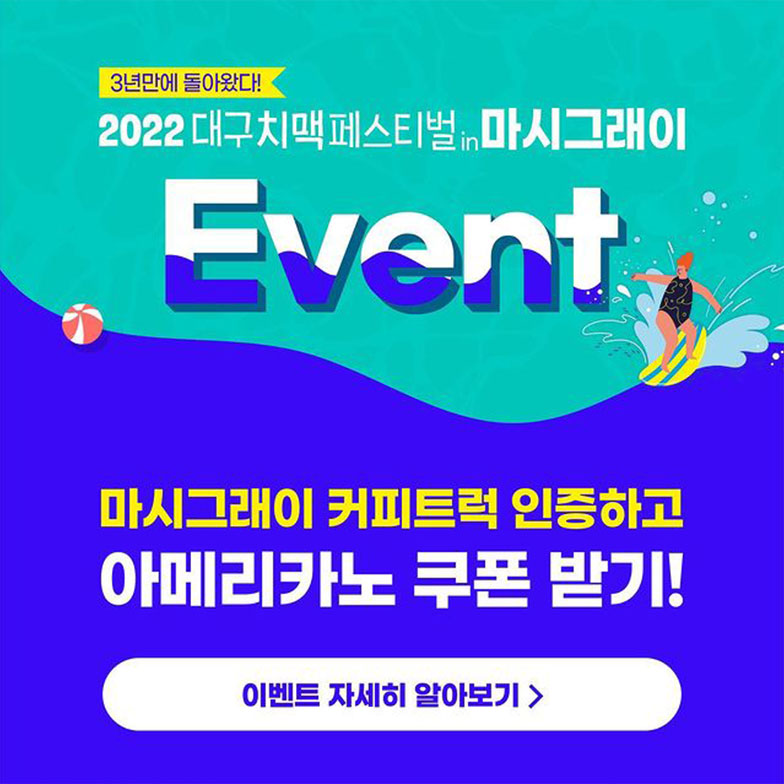 3년만에 돌아왔다!
2022 대구치맥페스티벌 in 마시그래이
Event
마시그래이 커피트럭 인증하고
아메리카노 쿠폰 받기!
이벤트 자세히 알아보기 >